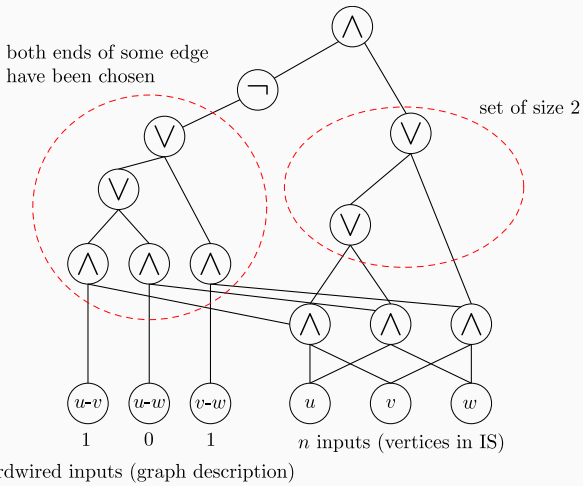 ∧
both ends of some edge
have been chosen
¬
set of size 2
∨
∨
∨
∨
∧ ∧ ∧
∧ ∧ ∧
u-v u-w v-w u v w
1 0 1
n inputs (vertices in IS)
rdwired inputs (graph description)